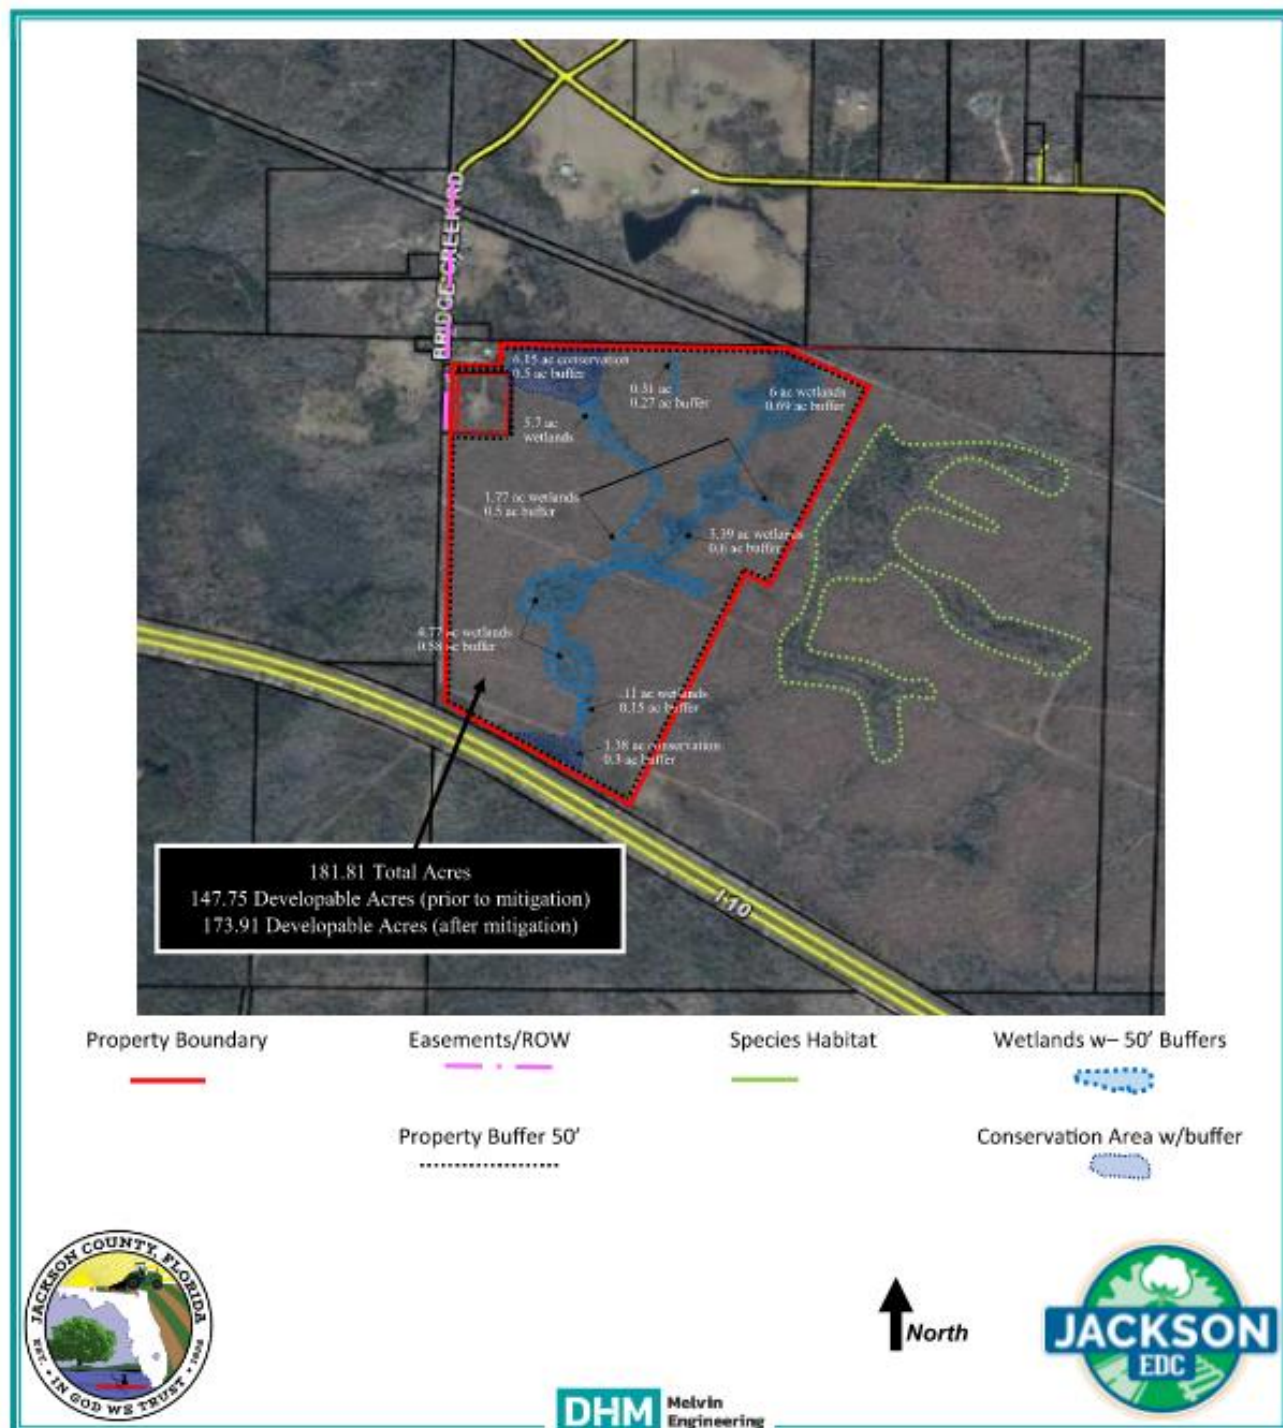 BRIDGE CREEK RD
6.15 ac conservation
0.5 ac buffer
0.31 ac
0.27 ac buffer
6 ac wetlands
0.69 ac buffer
5.7 ac
wetlands
1.77 ac wetlands
0.5 ac buffer
3.39 ac wetlands
0.6 ac buffer
4.77 ac wetlands
0.58 ac buffer
.11 ac wetlands
0.15 ac buffer
1.38 ac conservation
0.3 ac buffer
181.81 Total Acres
147.75 Developable Acres (prior to mitigation)
173.91 Developable Acres (after mitigation)
I-10
Property Boundary
Easements/ROW
Species Habitat
Wetlands w– 50' Buffers
Property Buffer 50'
Conservation Area w/buffer
JACKSON COUNTY, FLORIDA
EST.
IN GOD WE TRUST
North
JACKSON
EDC
DHM
Melvin
Engineering